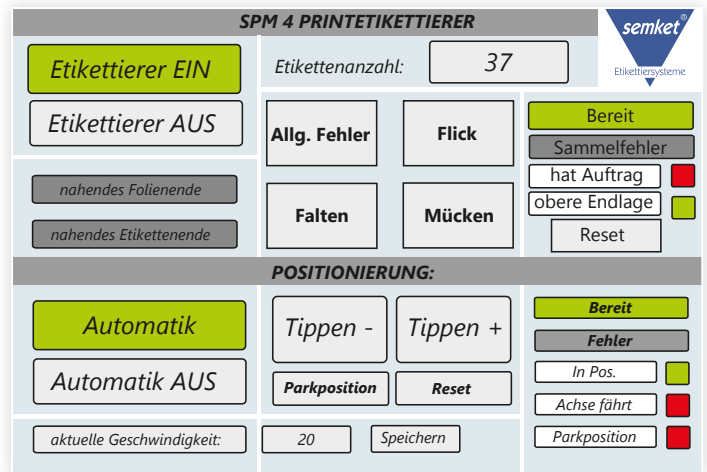 SPM 4 PRINTETIKETTIERER
semket®
Etikettiersysteme
Etikettierer EIN
Etikettenanzahl:
37
Etikettierer AUS
Allg. Fehler
Flick
Bereit
Sammelfehler
hat Auftrag
nahendes Folienende
Falten
Mücken
obere Endlage
nahendes Etikettenende
Reset
POSITIONIERUNG:
Automatik
Tippen -
Tippen +
Bereit
Fehler
Automatik AUS
Parkposition
Reset
In Pos.
Achse fährt
aktuelle Geschwindigkeit:
20
Speichern
Parkposition